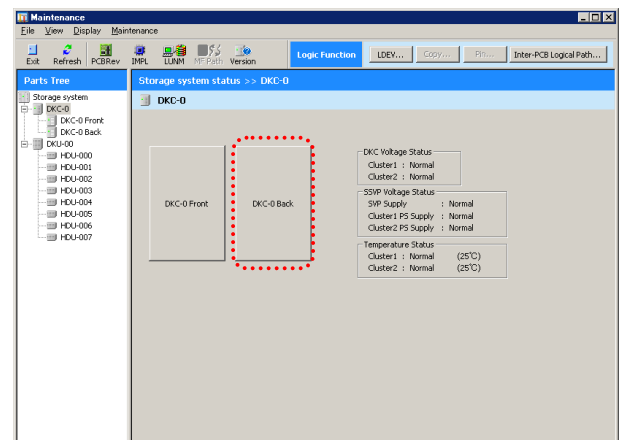 Maintenance
File View Display Maintenance
Exit Refresh PCBRev IMPL LUNM MF Path Version
Logic Function LDEV... Copy... Pin... Inter-PCB Logical Path...
Parts Tree
Storage system status >> DKC-0
Storage system
DKC-0
DKC-0 Front
DKC-0 Back
DKU-00
HDU-000
HDU-001
HDU-002
HDU-003
HDU-004
HDU-005
HDU-006
HDU-007
DKC-0
DKC-0 Front
DKC-0 Back
DKC Voltage Status
Cluster1 : Normal
Cluster2 : Normal
SSVP Voltage Status
SVP Supply : Normal
Cluster1 PS Supply : Normal
Cluster2 PS Supply : Normal
Temperature Status
Cluster1 : Normal (25℃)
Cluster2 : Normal (25℃)